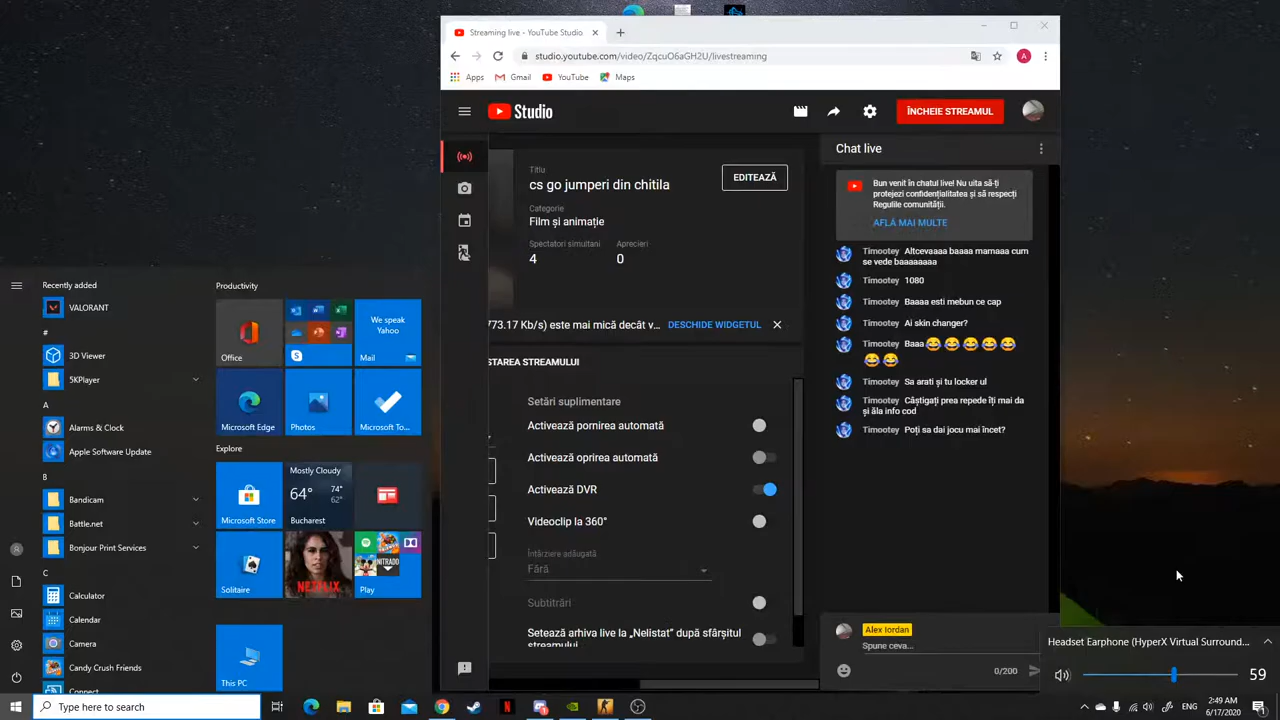 Streaming live - YouTube Studio
studio.youtube.com/video/ZqcuO6aGH2U/livestreaming
A
Apps
Gmail
YouTube
Maps
Studio
ÎNCHEIE STREAMUL
Titlu
cs go jumperi din chitila
EDITEAZĂ
Categorie
Film și animație
Spectatori simultani
Aprecieri
4
0
773.17 Kb/s) este mai mică decât v...
DESCHIDE WIDGETUL
STAREA STREAMULUI
Setări suplimentare
Activează pornirea automată
Activează oprirea automată
Activează DVR
Videoclip la 360°
Întârziere adăugată
Fără
Subtitrări
Setează arhiva live la „Nelistat” după sfârșitul
streamului
Chat live
Bun venit în chatul live! Nu uita să-ți
protejezi confidențialitatea și să respecți
Regulile comunității.
AFLĂ MAI MULTE
Timootey Altcevaaaa baaaa mamaaa cum
se vede baaaaaaaa
Timootey 1080
Timootey Baaaa esti mebun ce cap
Timootey Ai skin changer?
Timootey Baaa 😂😂😂😂😂
😂😂
Timootey Sa arati și tu locker ul
Timootey Câștigați prea repede îți mai da
și ăla info cod
Timootey Poți sa dai jocu mai încet?
Alex Iordan
Spune ceva...
0/200
Recently added
VALORANT
#
3D Viewer
5KPlayer
A
Alarms & Clock
Apple Software Update
B
Bandicam
Battle.net
Bonjour Print Services
C
Calculator
Calendar
Camera
Candy Crush Friends
Connect
Productivity
Office
We speak
Yahoo
Mail
Microsoft Edge
Photos
Microsoft To...
Explore
Microsoft Store
Mostly Cloudy
64°
74°
62°
Bucharest
Solitaire
NETFLIX
NITRADO
Play
This PC
Headset Earphone (HyperX Virtual Surround...
59
Type here to search
ENG
2:49 AM
6/17/2020